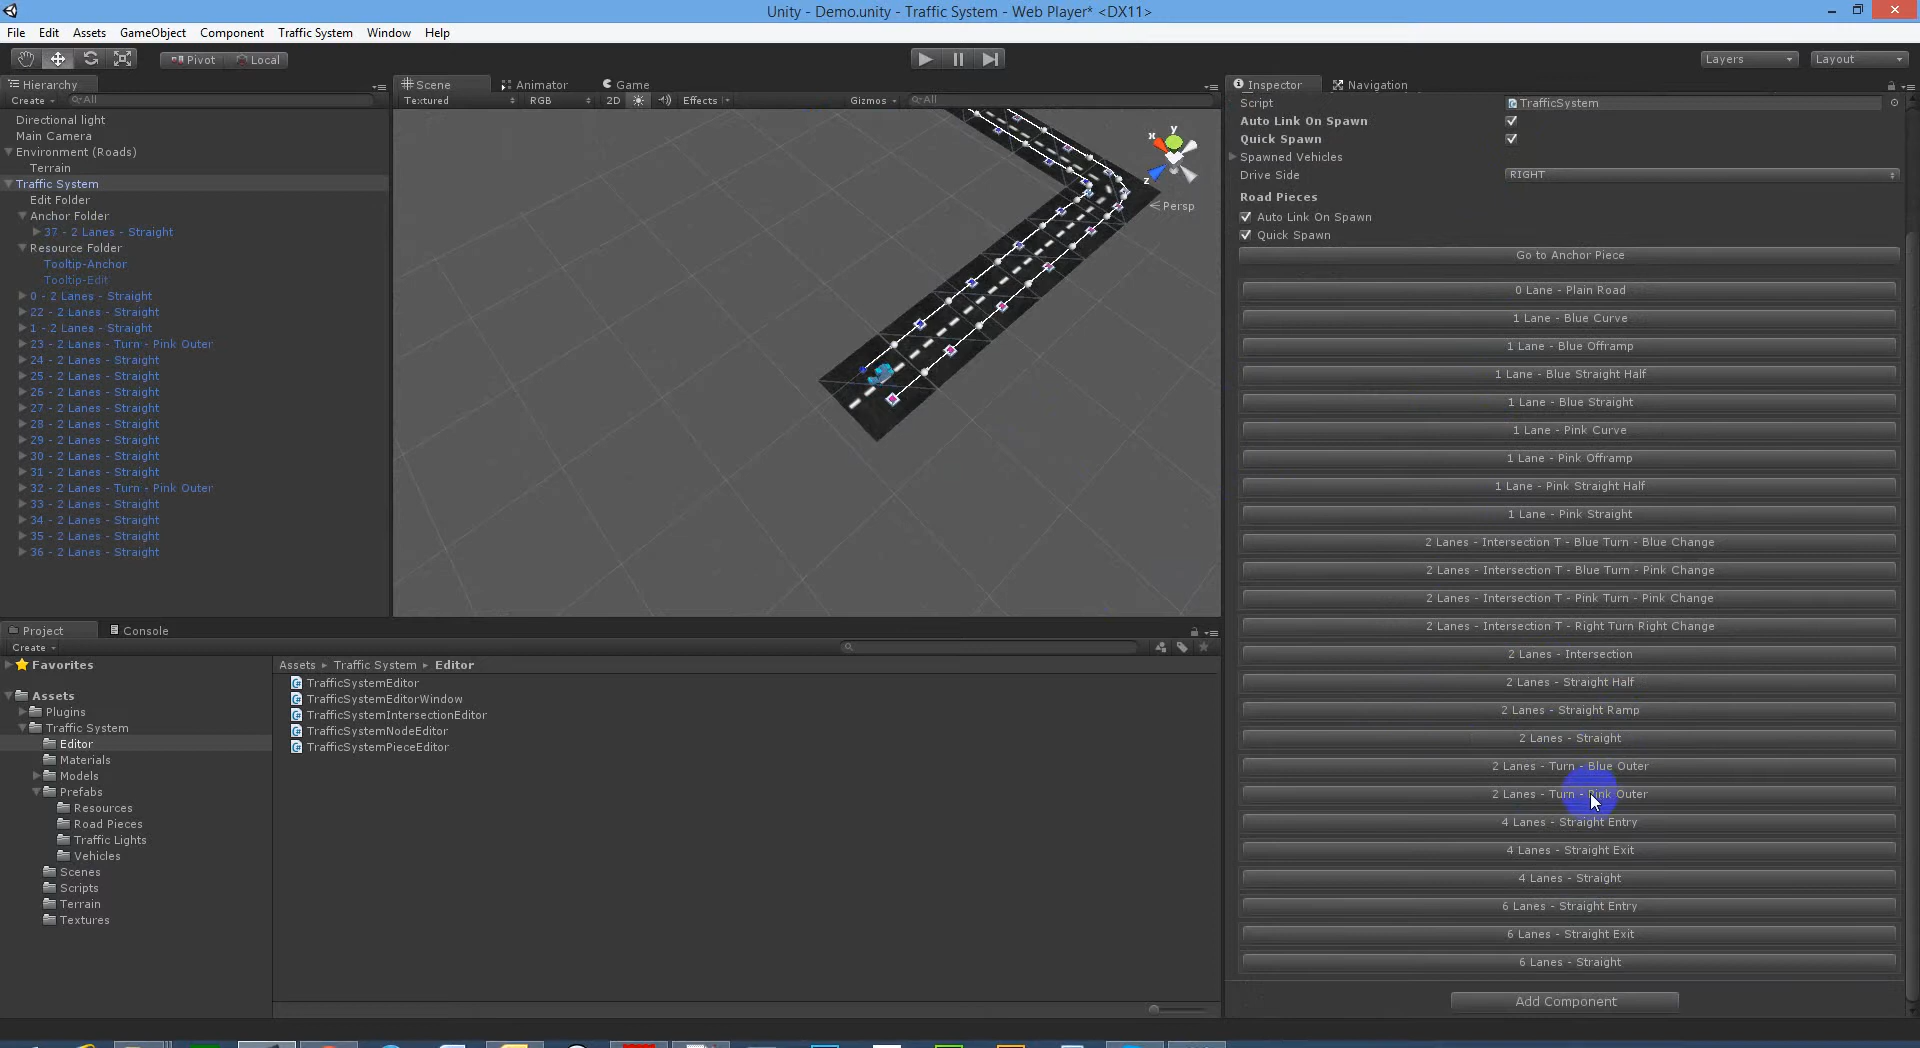 Unity - Demo.unity - Traffic System - Web Player* <DX11>
File Edit Assets GameObject Component Traffic System Window Help
Pivot Local Layers Layout
Hierarchy
Create All
Directional light
Main Camera
Environment (Roads)
Terrain
Traffic System
Edit Folder
Anchor Folder
37 - 2 Lanes - Straight
Resource Folder
Tooltip-Anchor
Tooltip-Edit
0 - 2 Lanes - Straight
22 - 2 Lanes - Straight
1 - 2 Lanes - Straight
23 - 2 Lanes - Turn - Pink Outer
24 - 2 Lanes - Straight
25 - 2 Lanes - Straight
26 - 2 Lanes - Straight
27 - 2 Lanes - Straight
28 - 2 Lanes - Straight
29 - 2 Lanes - Straight
30 - 2 Lanes - Straight
31 - 2 Lanes - Straight
32 - 2 Lanes - Turn - Pink Outer
33 - 2 Lanes - Straight
34 - 2 Lanes - Straight
35 - 2 Lanes - Straight
36 - 2 Lanes - Straight
Scene Animator Game
Textured RGB 2D Effects Gizmos All
y
x
z
Persp
Inspector Navigation
Script TrafficSystem
Auto Link On Spawn
Quick Spawn
Spawned Vehicles
Drive Side RIGHT
Road Pieces
Auto Link On Spawn
Quick Spawn
Go to Anchor Piece
0 Lane - Plain Road
1 Lane - Blue Curve
1 Lane - Blue Offramp
1 Lane - Blue Straight Half
1 Lane - Blue Straight
1 Lane - Pink Curve
1 Lane - Pink Offramp
1 Lane - Pink Straight Half
1 Lane - Pink Straight
2 Lanes - Intersection T - Blue Turn - Blue Change
2 Lanes - Intersection T - Blue Turn - Pink Change
2 Lanes - Intersection T - Pink Turn - Pink Change
2 Lanes - Intersection T - Right Turn Right Change
2 Lanes - Intersection
2 Lanes - Straight Half
2 Lanes - Straight Ramp
2 Lanes - Straight
2 Lanes - Turn - Blue Outer
2 Lanes - Turn - Pink Outer
4 Lanes - Straight Entry
4 Lanes - Straight Exit
4 Lanes - Straight
6 Lanes - Straight Entry
6 Lanes - Straight Exit
6 Lanes - Straight
Add Component
Project Console
Create
Favorites
Assets
Plugins
Traffic System
Editor
Materials
Models
Prefabs
Resources
Road Pieces
Traffic Lights
Vehicles
Scenes
Scripts
Terrain
Textures
Assets Traffic System Editor
TrafficSystemEditor
TrafficSystemEditorWindow
TrafficSystemIntersectionEditor
TrafficSystemNodeEditor
TrafficSystemPieceEditor